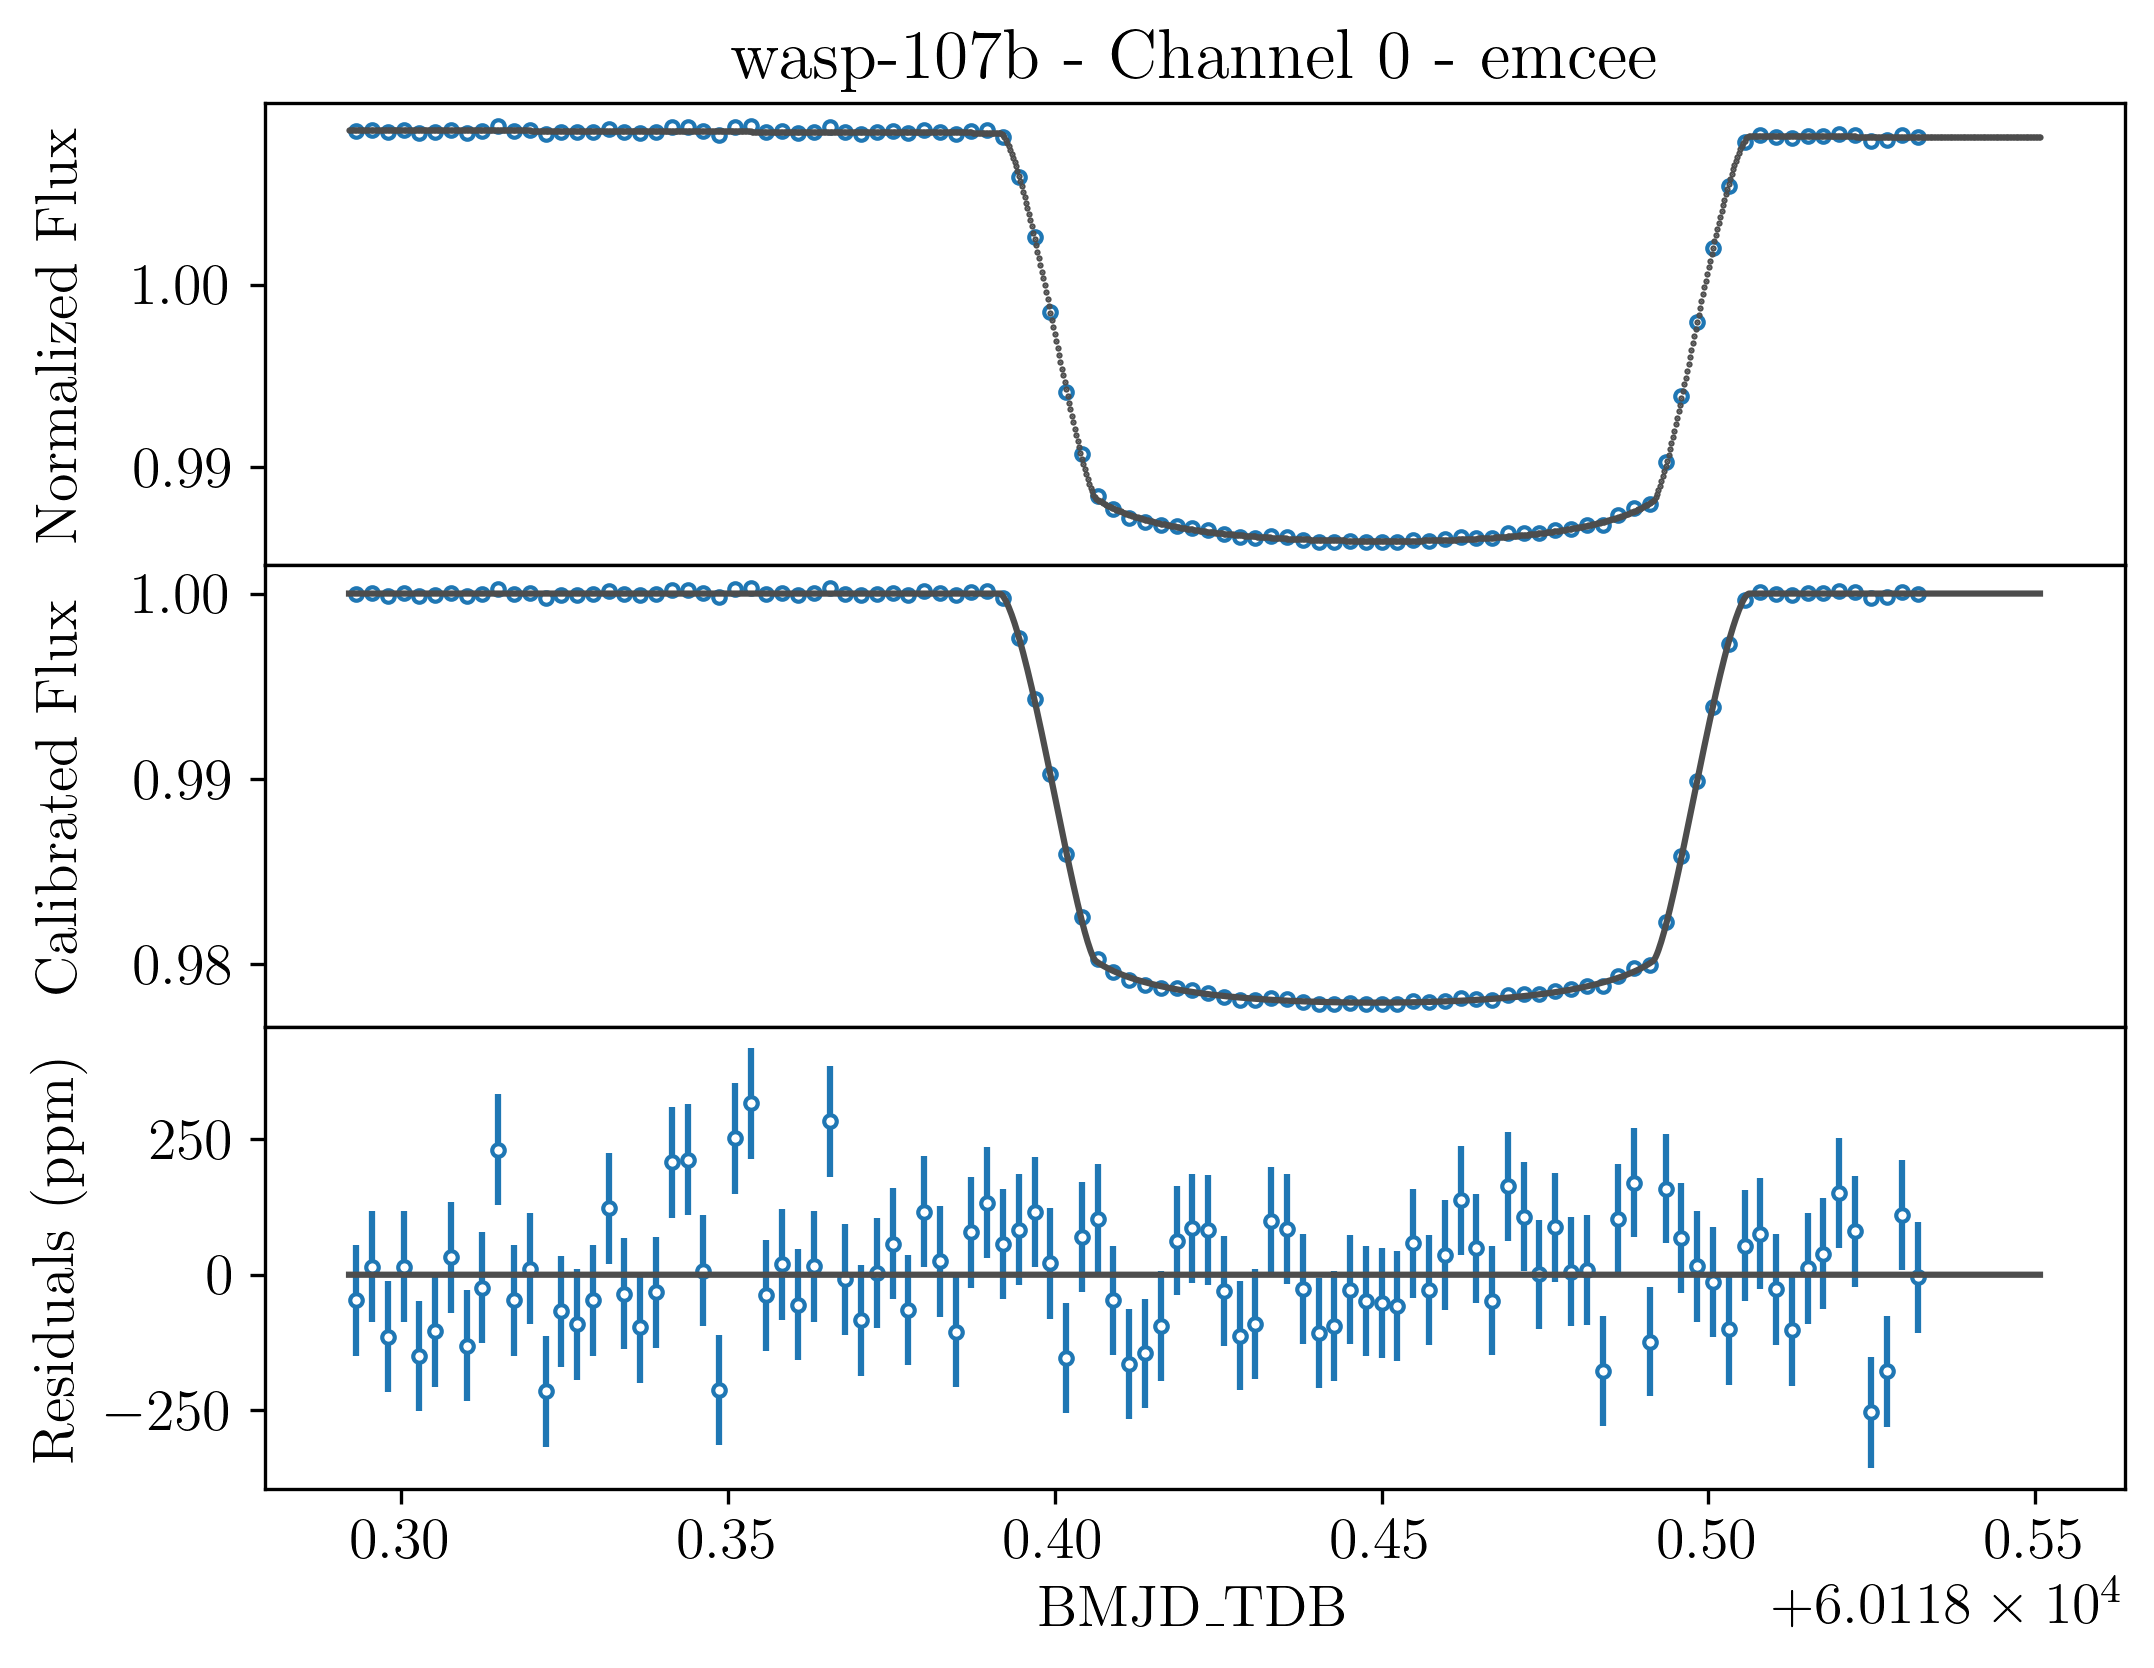 wasp-107b - Channel 0 - emcee
Normalized Flux
1.00
0.99
Calibrated Flux
1.00
0.99
0.98
Residuals (ppm)
250
0
−250
0.30 0.35 0.40 0.45 0.50 0.55
BMJD_TDB
+6.0118 × 10⁴